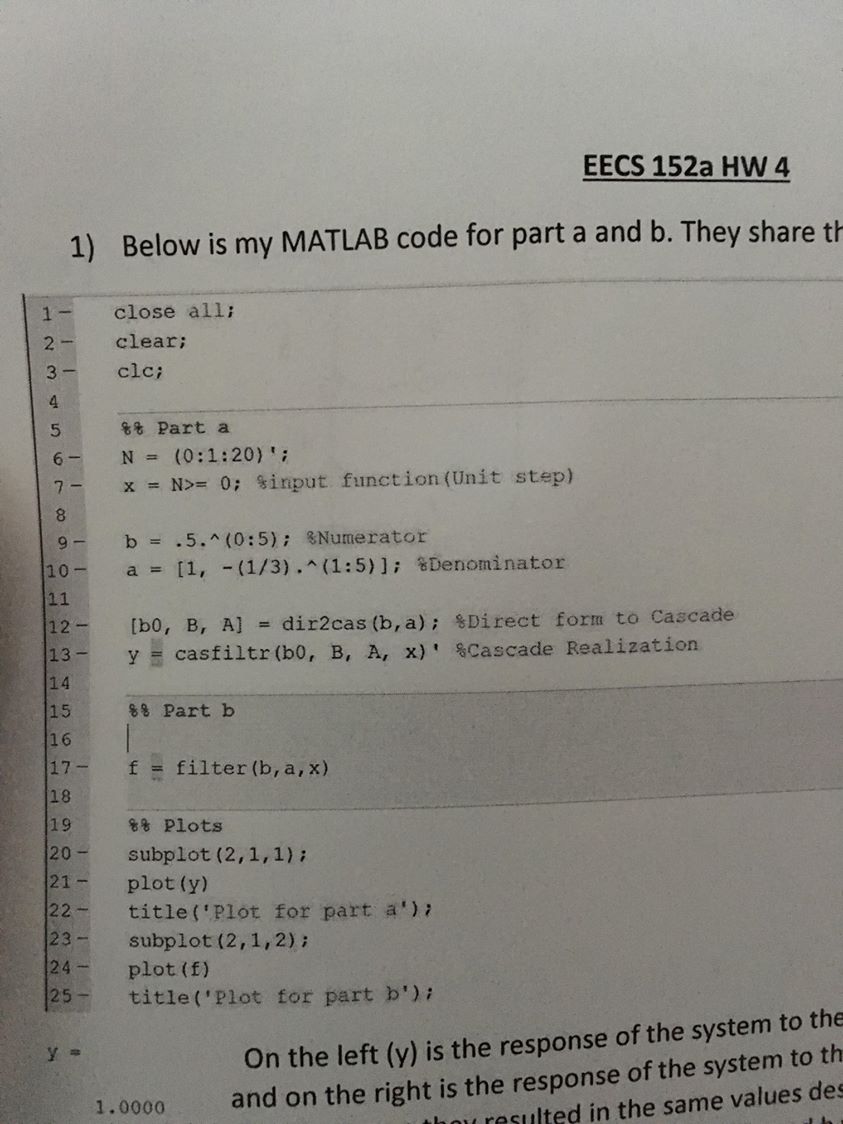 EECS 152a HW 4
1) Below is my MATLAB code for part a and b. They share
1 - close all;
2 - clear;
3 - clc;
4
5 %% Part a
6 - N = (0:1:20)';
7 - x = N>= 0; %input function(Unit step)
8
9 - b = .5.^(0:5); %Numerator
10 - a = [1, -(1/3).^(1:5)]; %Denominator
11
12 - [b0, B, A] = dir2cas(b,a); %Direct form to Cascade
13 - y = casfiltr(b0, B, A, x)' %Cascade Realization
14
15 %% Part b
16
17 - f = filter(b,a,x)
18
19 %% Plots
20 - subplot(2,1,1);
21 - plot(y)
22 - title('Plot for part a');
23 - subplot(2,1,2);
24 - plot(f)
25 - title('Plot for part b');
y =
On the left (y) is the response of the system to the
1.0000 and on the right is the response of the system to
they resulted in the same values